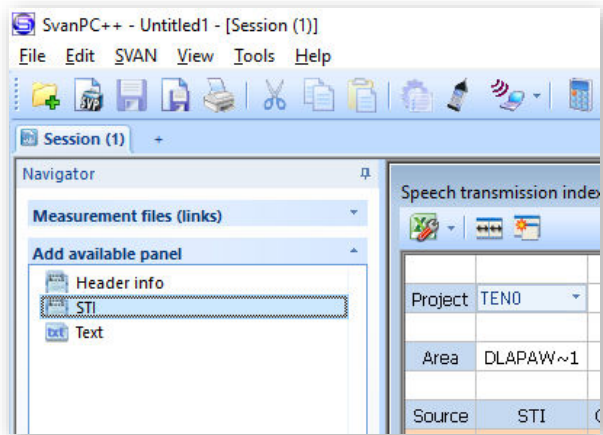 SvanPC++ - Untitled1 - [Session (1)]
File Edit SVAN View Tools Help
Session (1) +
Navigator
Measurement files (links)
Add available panel
Header info
STI
txt Text
Speech transmission
Project TEN0
Area DLAPAW~1
Source STI